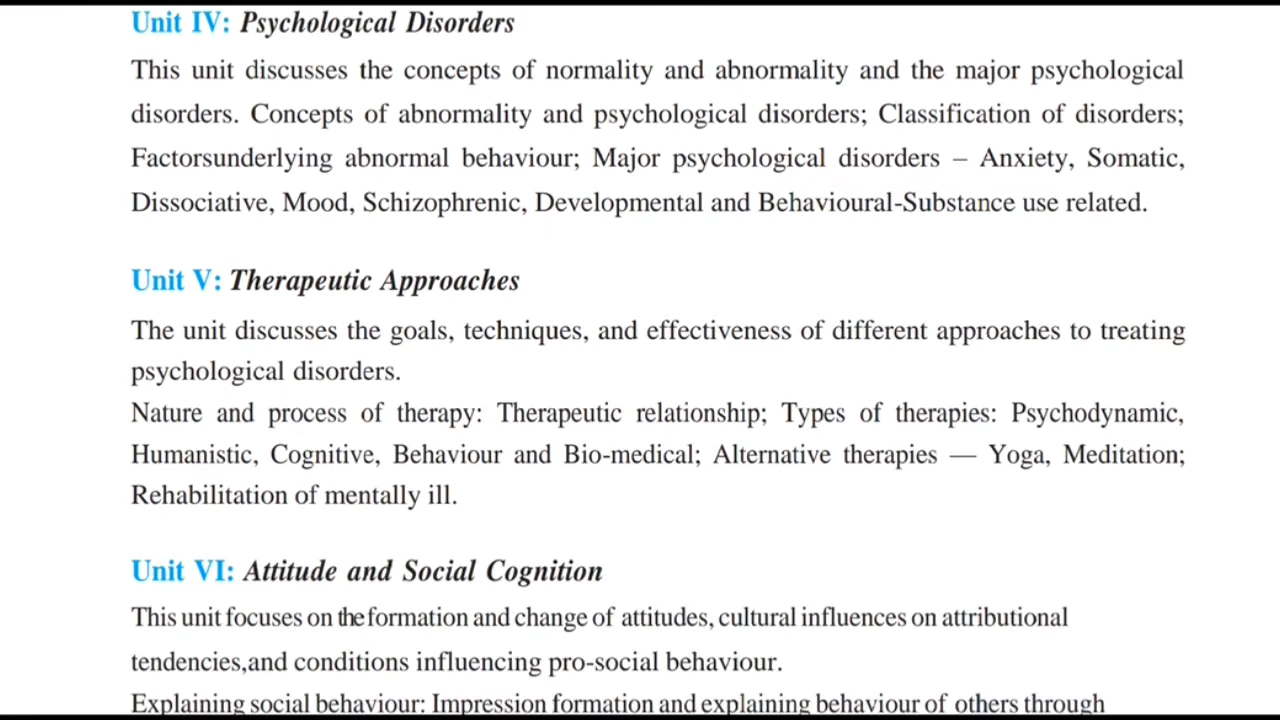 Unit IV: Psychological Disorders
This unit discusses the concepts of normality and abnormality and the major psychological
disorders. Concepts of abnormality and psychological disorders; Classification of disorders;
Factorsunderlying abnormal behaviour; Major psychological disorders – Anxiety, Somatic,
Dissociative, Mood, Schizophrenic, Developmental and Behavioural-Substance use related.
Unit V: Therapeutic Approaches
The unit discusses the goals, techniques, and effectiveness of different approaches to treating
psychological disorders.
Nature and process of therapy: Therapeutic relationship; Types of therapies: Psychodynamic,
Humanistic, Cognitive, Behaviour and Bio-medical; Alternative therapies — Yoga, Meditation;
Rehabilitation of mentally ill.
Unit VI: Attitude and Social Cognition
This unit focuses on the formation and change of attitudes, cultural influences on attributional
tendencies,and conditions influencing pro-social behaviour.
Explaining social behaviour: Impression formation and explaining behaviour of others through